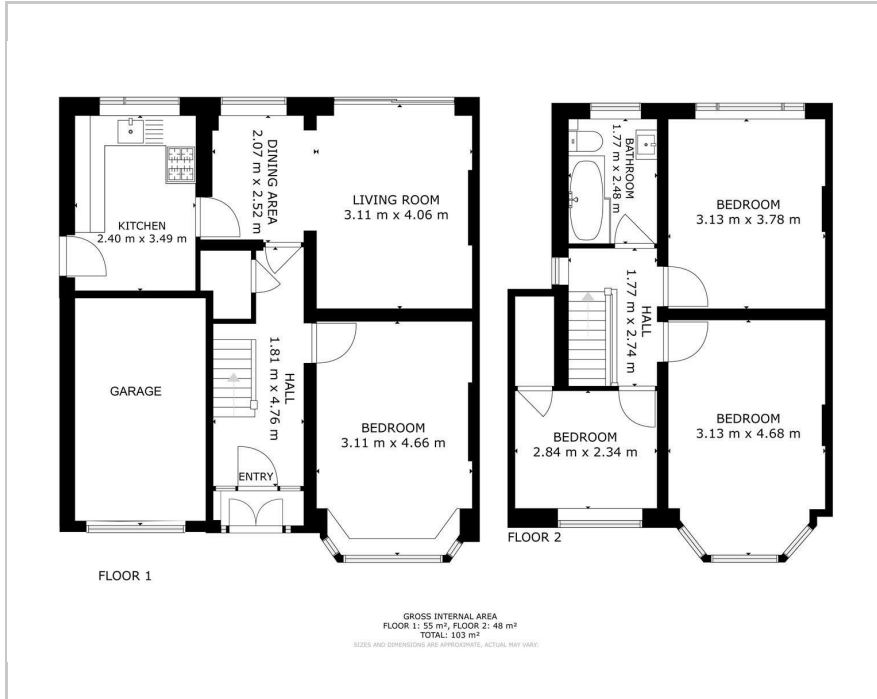 KITCHEN
2.40 m x 3.49 m
DINING AREA
2.07 m x 2.52 m
LIVING ROOM
3.11 m x 4.06 m
GARAGE
HALL
1.81 m x 4.76 m
ENTRY
BEDROOM
3.11 m x 4.66 m
FLOOR 1
BATHROOM
1.77 m x 2.48 m
BEDROOM
3.13 m x 3.78 m
HALL
1.77 m x 2.74 m
BEDROOM
2.84 m x 2.34 m
BEDROOM
3.13 m x 4.68 m
FLOOR 2
GROSS INTERNAL AREA
FLOOR 1: 55 m², FLOOR 2: 48 m²
TOTAL: 103 m²
SIZES AND DIMENSIONS ARE APPROXIMATE, ACTUAL MAY VARY.